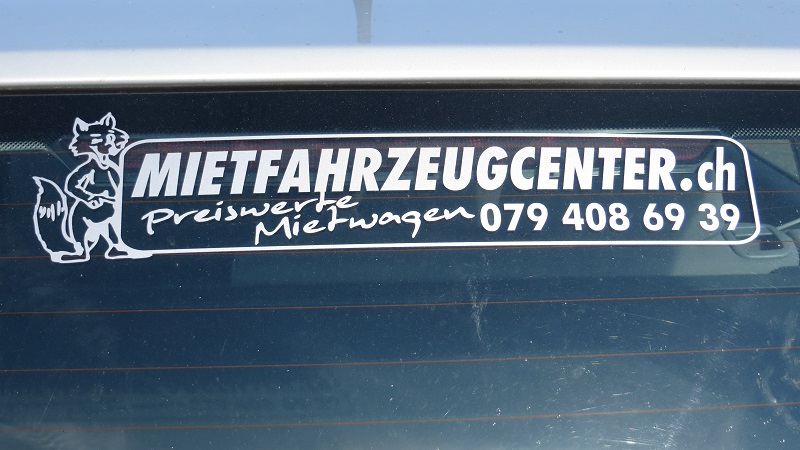 MIETFAHRZEUGCENTER.ch
Preiswerte
Mietwagen 079 408 69 39